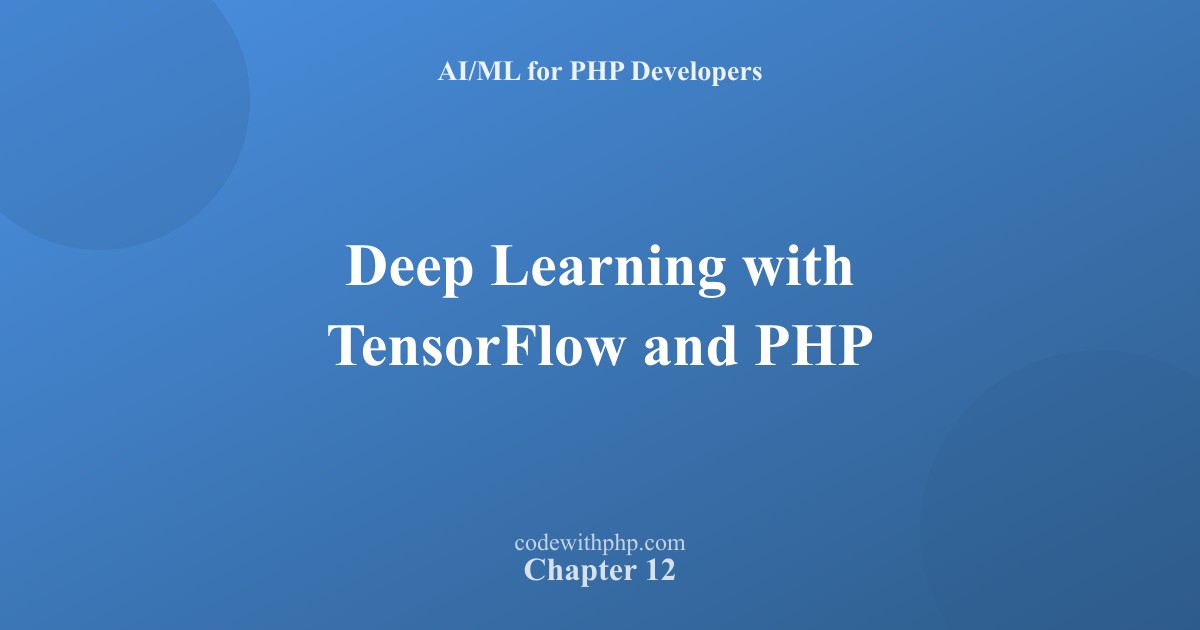 AI/ML for PHP Developers
Deep Learning with
TensorFlow and PHP
codewithphp.com
Chapter 12